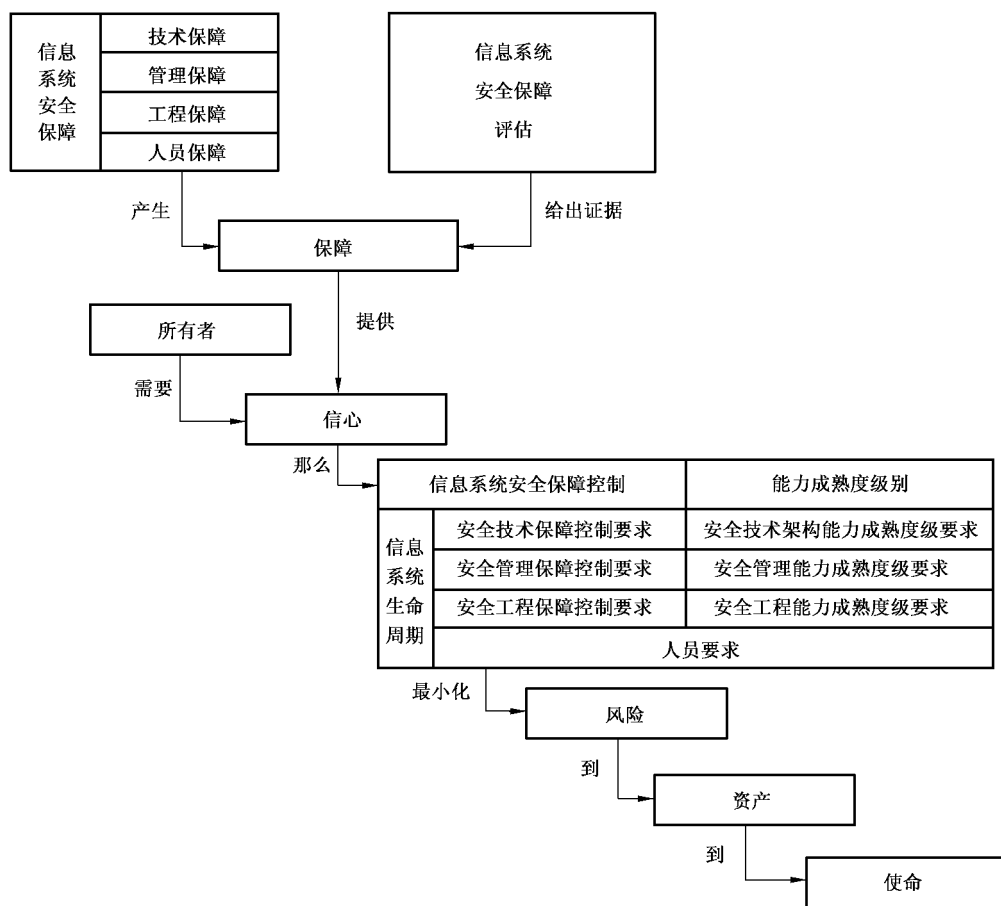 信息
系统
安全
保障
技术保障
管理保障
工程保障
人员保障
信息系统
安全保障
评估
产生
给出证据
保障
所有者
提供
需要
信心
那么
信息系统安全保障控制
能力成熟度级别
信息
系统
生命
周期
安全技术保障控制要求
安全技术架构能力成熟度级要求
安全管理保障控制要求
安全管理能力成熟度级要求
安全工程保障控制要求
安全工程能力成熟度级要求
人员要求
最小化
风险
到
资产
到
使命